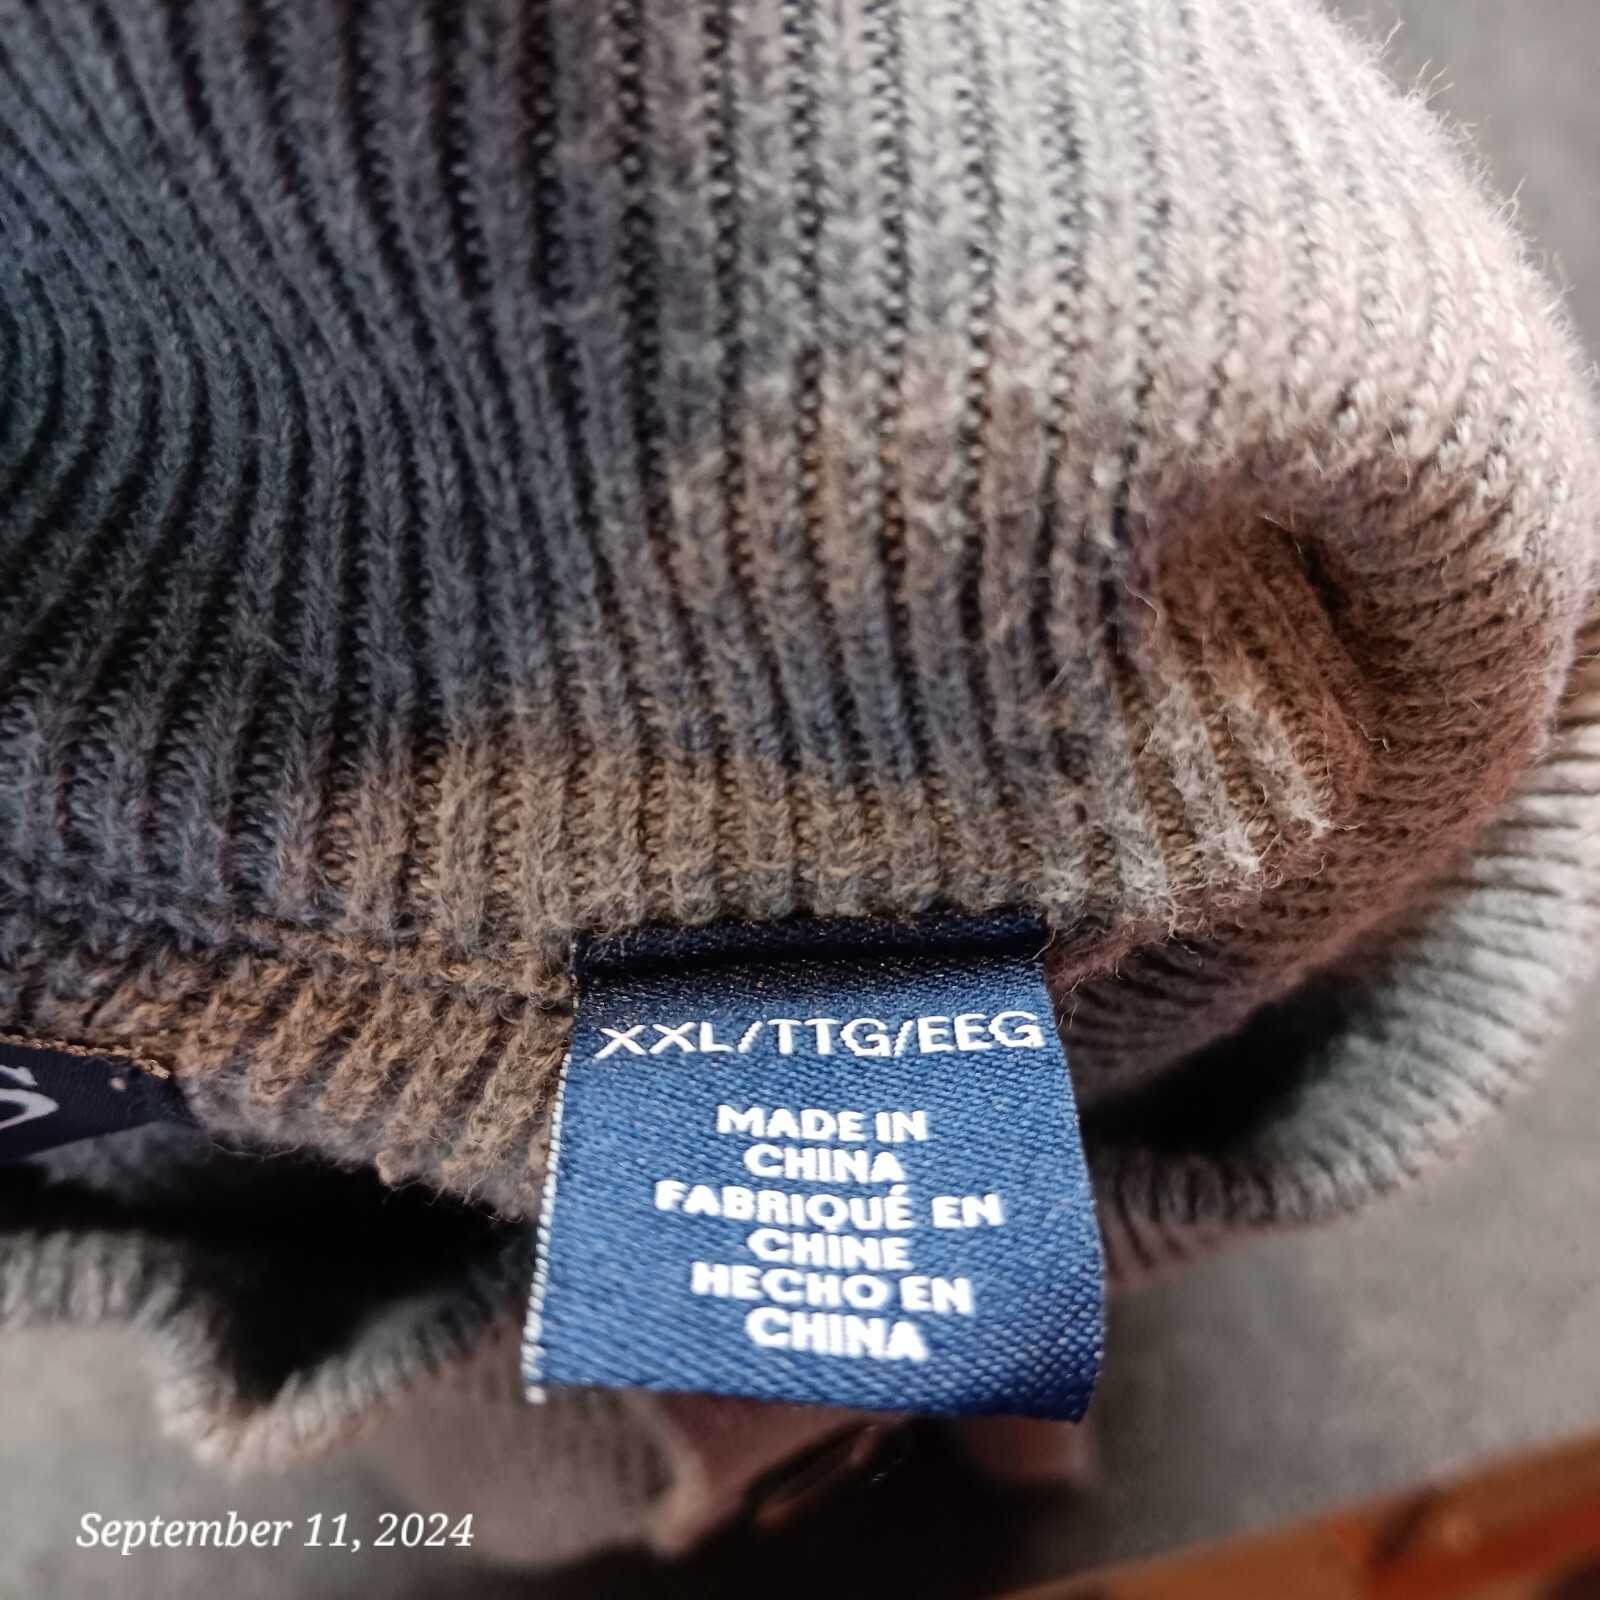 XXL/TTG/EEG
MADE IN
CHINA
FABRIQUÉ EN
CHINE
HECHO EN
CHINA
September 11, 2024